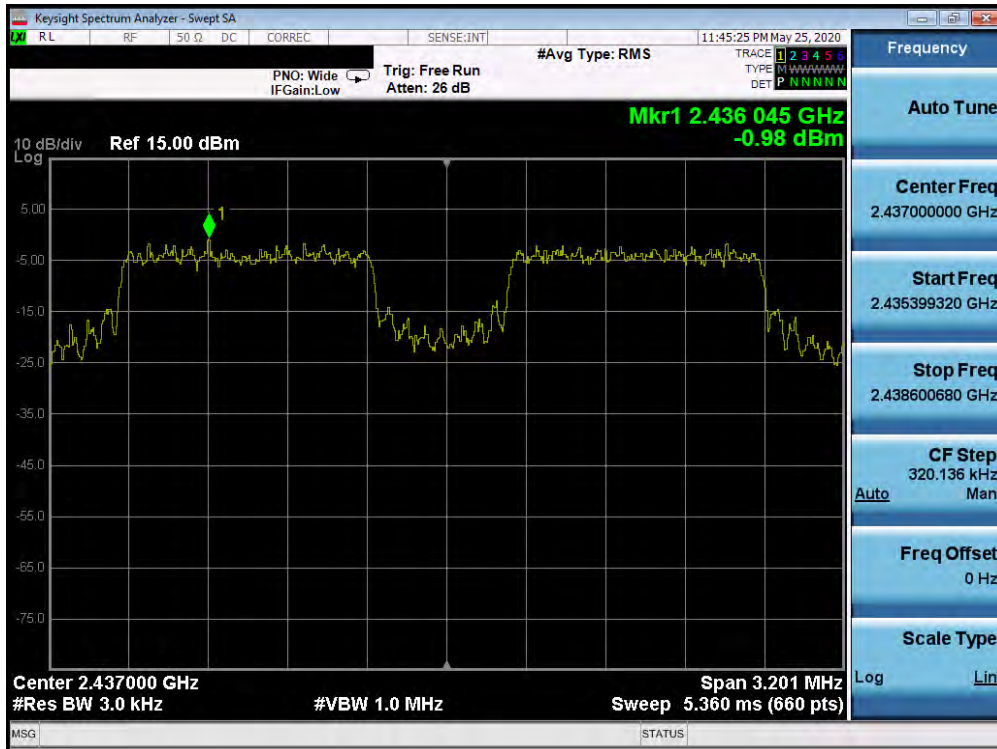 Keysight Spectrum Analyzer - Swept SA
LXI RL RF 50 Ω DC CORREC SENSE:INT 11:45:25 PM May 25, 2020
#Avg Type: RMS
TRACE 1 2 3 4 5 6
PNO: Wide Trig: Free Run
TYPE M WWWWW
IFGain:Low Atten: 26 dB
DET P N N N N N
Mkr1 2.436 045 GHz
-0.98 dBm
10 dB/div Ref 15.00 dBm
Log
5.00
1
-5.00
-15.0
-25.0
-35.0
-45.0
-55.0
-65.0
-75.0
Center 2.437000 GHz Span 3.201 MHz
#Res BW 3.0 kHz #VBW 1.0 MHz Sweep 5.360 ms (660 pts)
MSG STATUS
Frequency
Auto Tune
Center Freq
2.437000000 GHz
Start Freq
2.435399320 GHz
Stop Freq
2.438600680 GHz
CF Step
320.136 kHz
Auto Man
Freq Offset
0 Hz
Scale Type
Log Lin